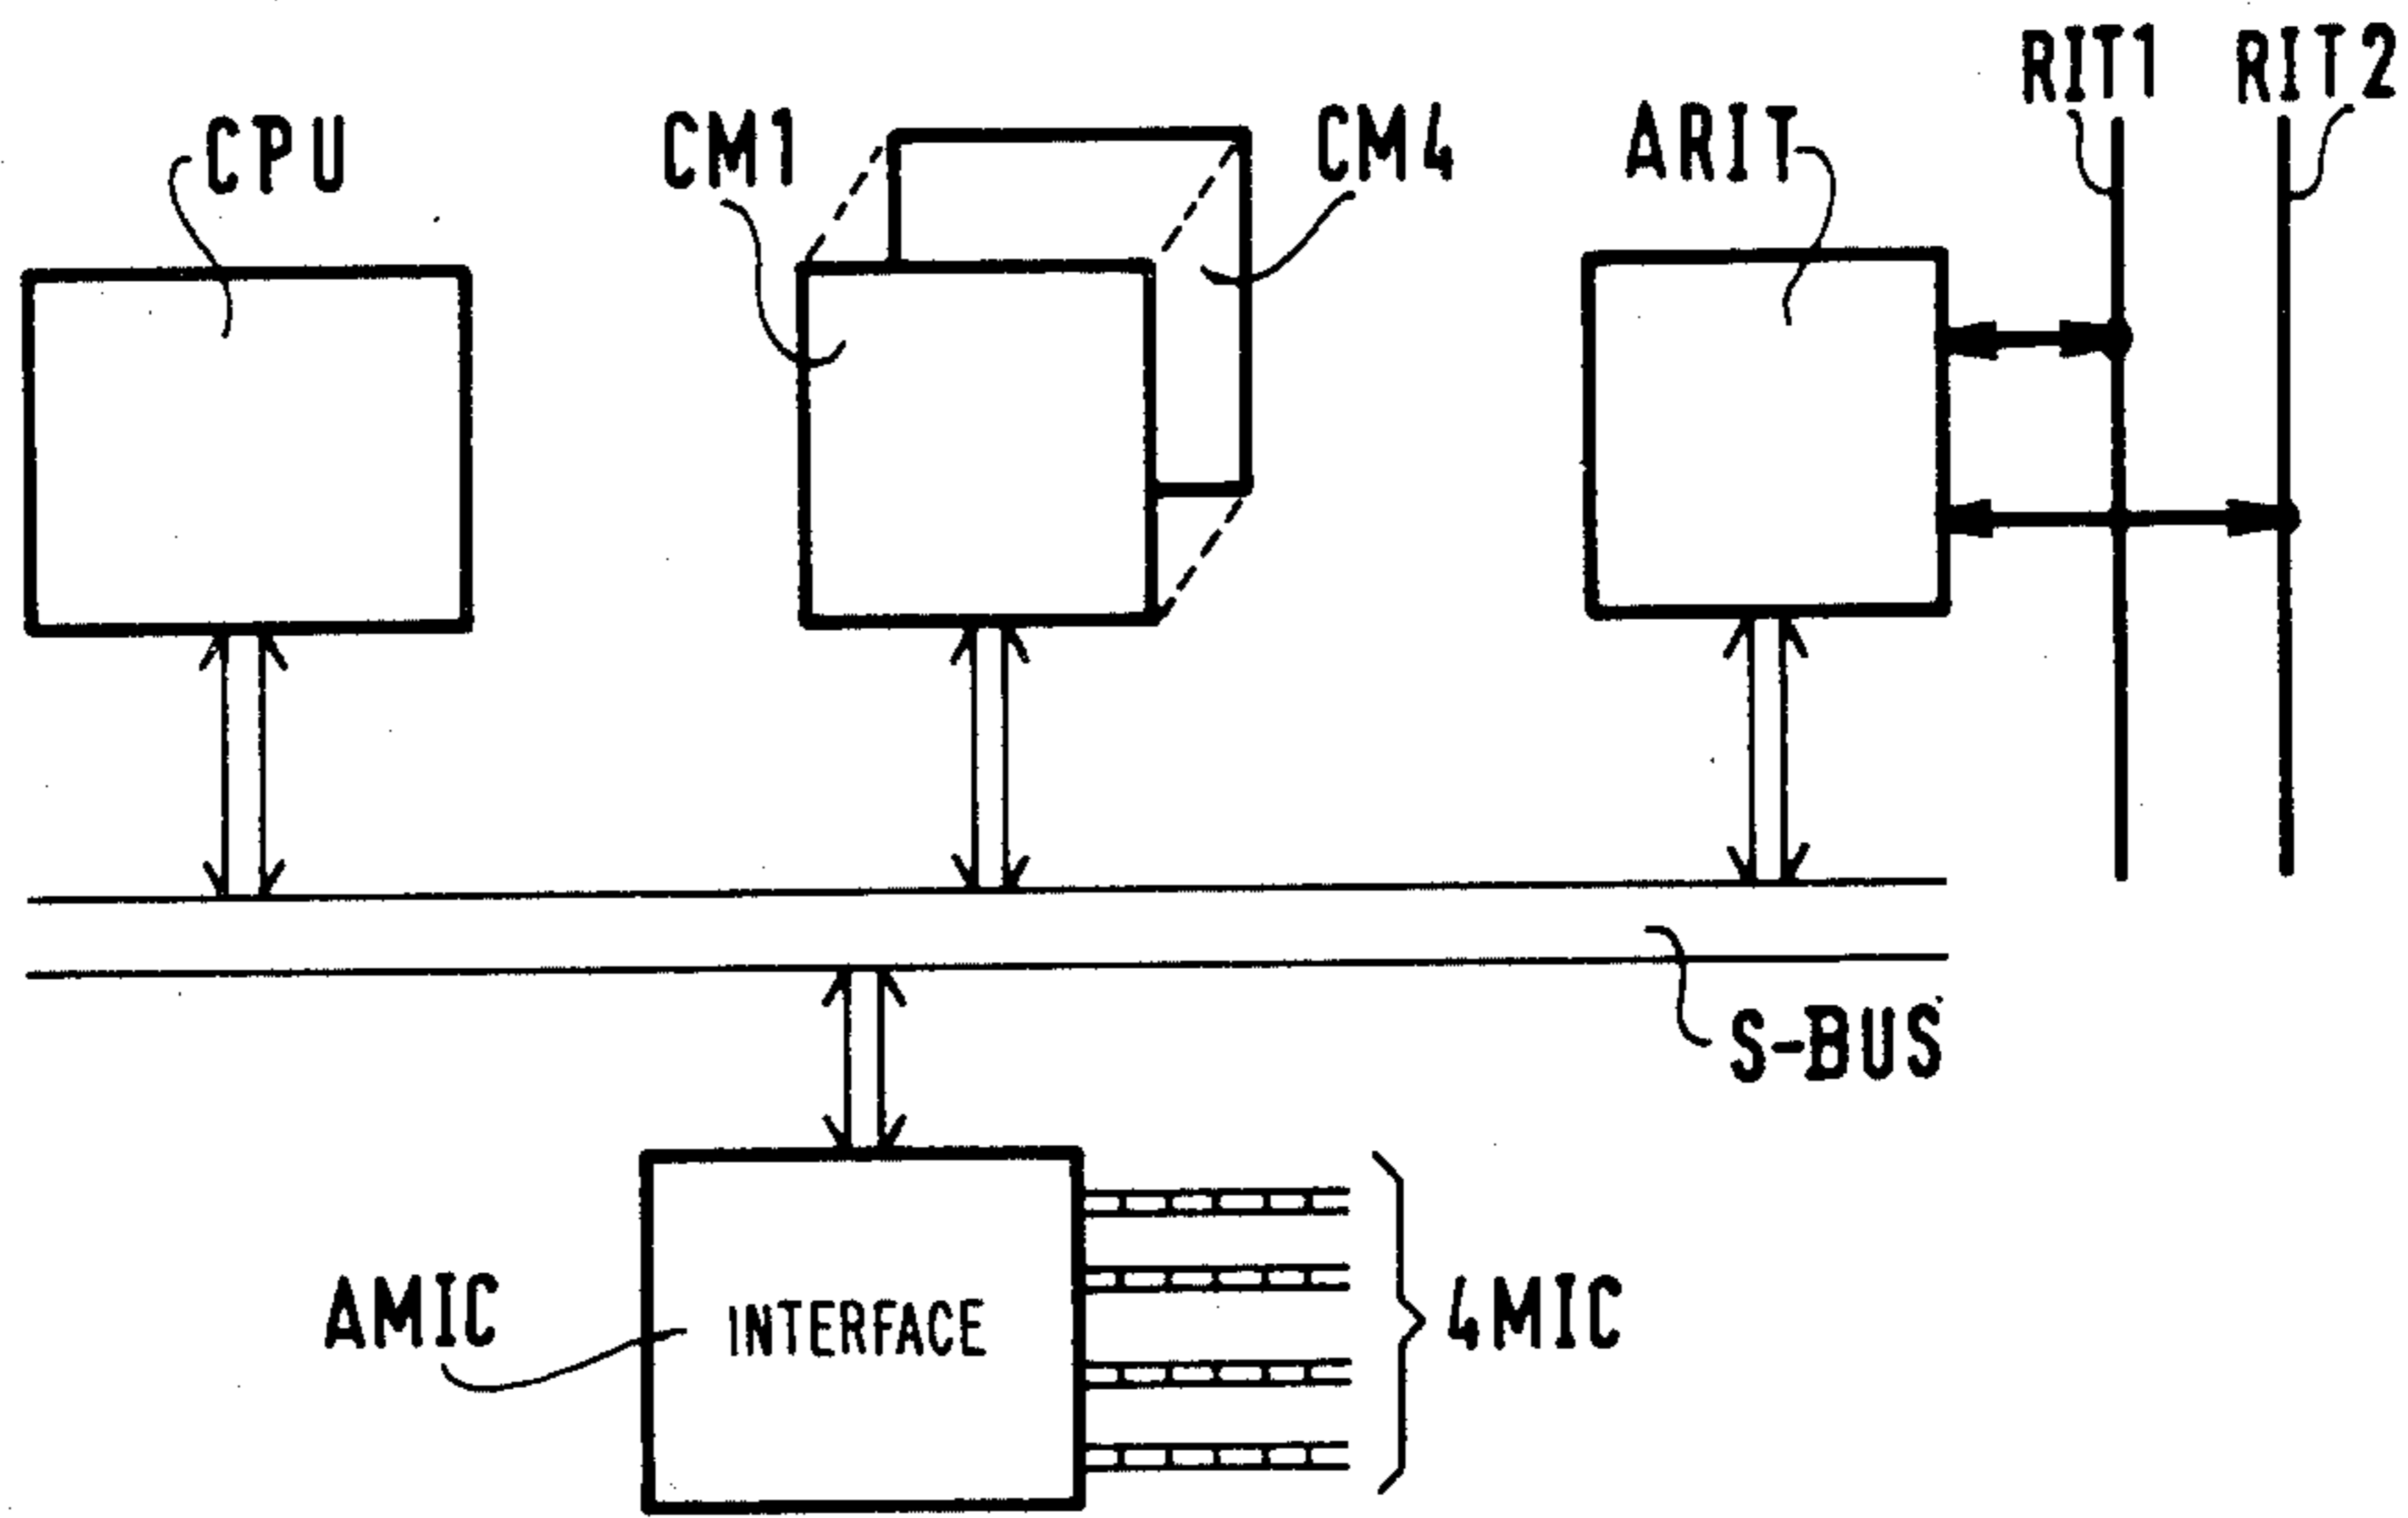 RIT1
RIT2
CPU
CM1
CM4
ARIT
S-BUS
AMIC
INTERFACE
4MIC